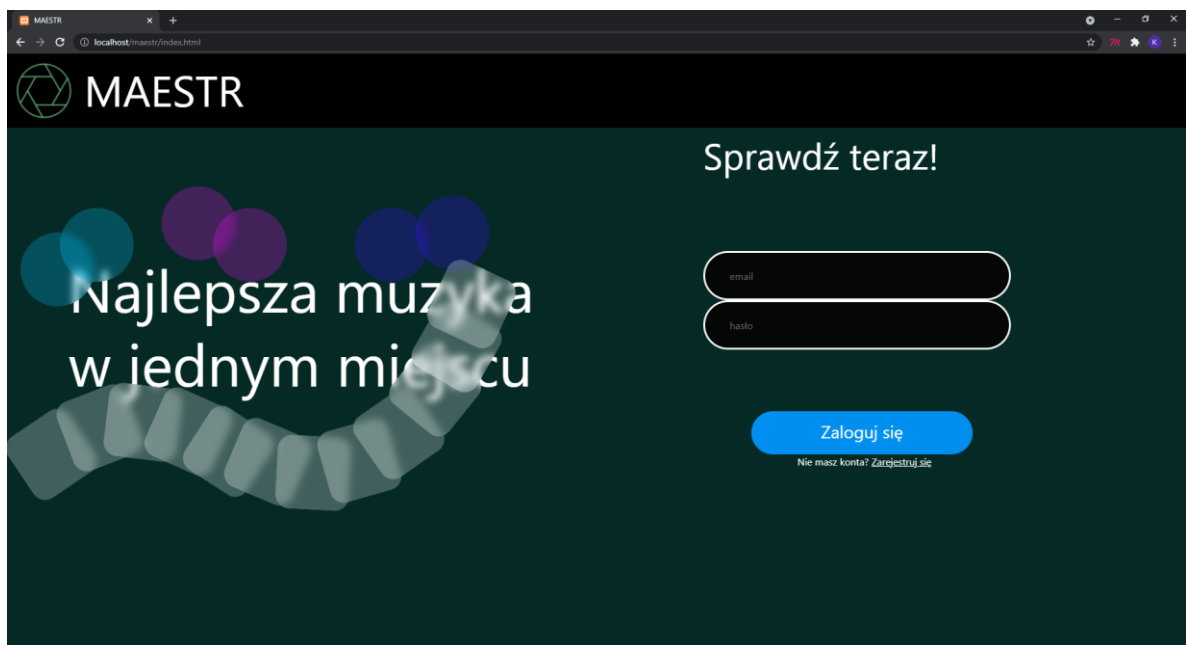 MAESTR
localhost/maestr/index.html
K
MAESTR
Sprawdź teraz!
Najlepsza muzyka
w jednym miejscu
email
hasło
Zaloguj się
Nie masz konta? Zarejestruj się